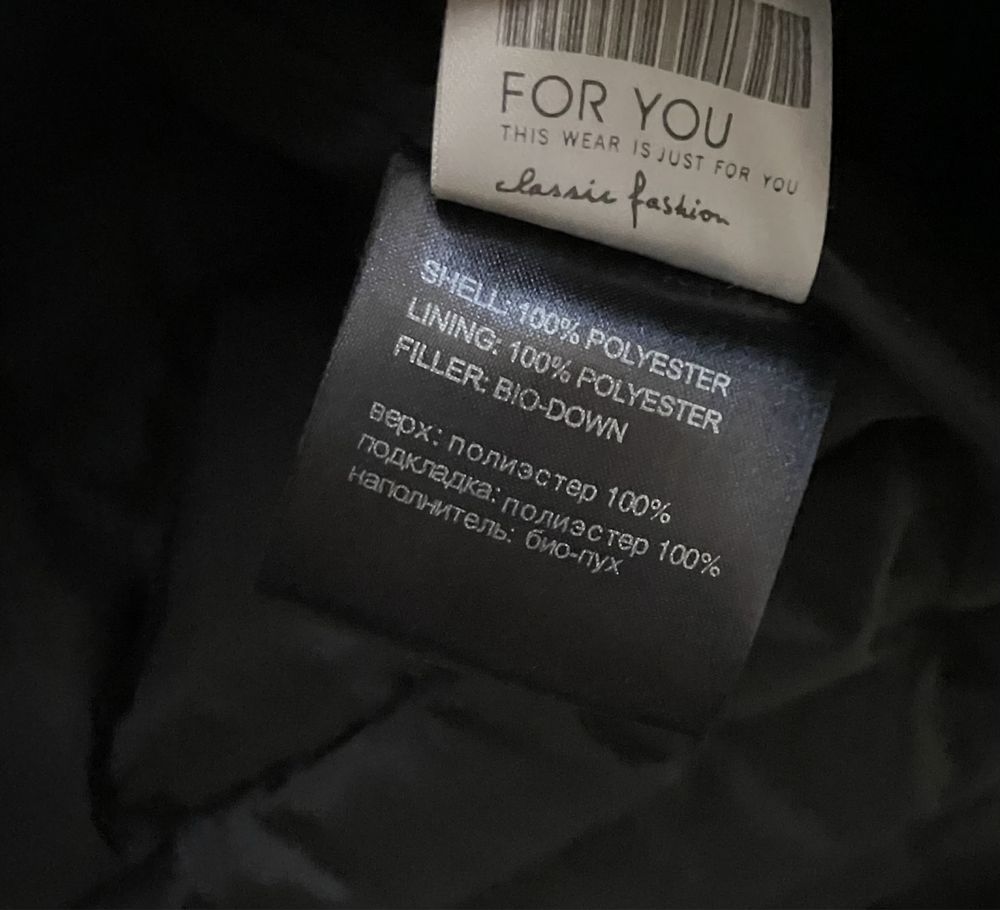 FOR YOU
THIS WEAR IS JUST FOR YOU
classic fashion
SHELL: 100% POLYESTER
LINING: 100% POLYESTER
FILLER: BIO-DOWN
верх: полиэстер 100%
подкладка: полиэстер 100%
наполнитель: био-пух